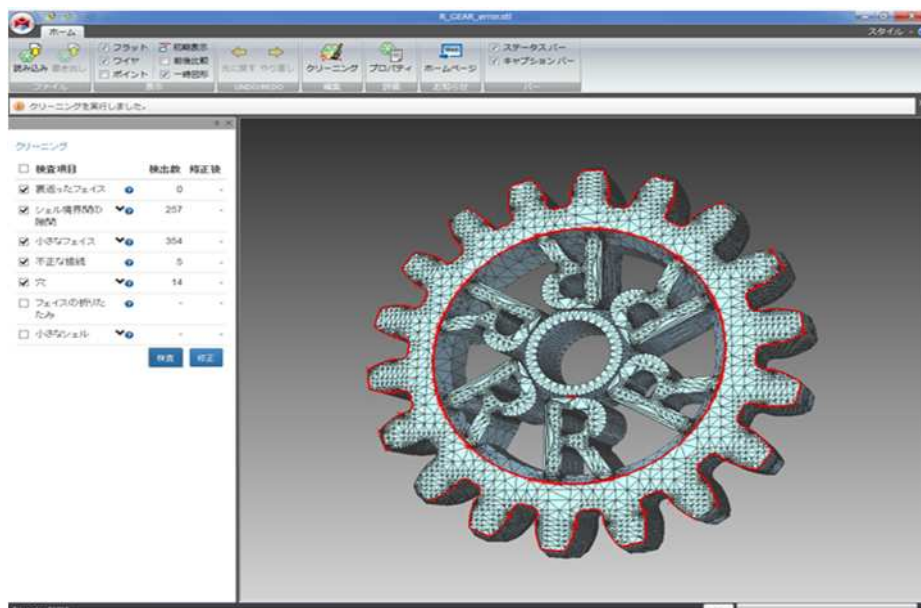 R_GEAR_error.stl
ホーム
スタイル
読み込み
書き出し
フラット
ワイヤ
ポイント
初期表示
前後比較
一時図形
元に戻す やり直し
クリーニング
プロパティ
ホームページ
ステータスバー
キャプションバー
ファイル
表示
UNDO/REDO
編集
詳細
お知らせ
バー
クリーニングを実行しました。
クリーニング
検査項目 検出数 修正後
裏返ったフェイス 0 -
シェル境界間の 257 -
隙間
小さなフェイス 354 -
不正な接続 5 -
穴 14 -
フェイスの折りた - -
たみ
小さなシェル - -
検査 修正
R
R
R
R
R
R